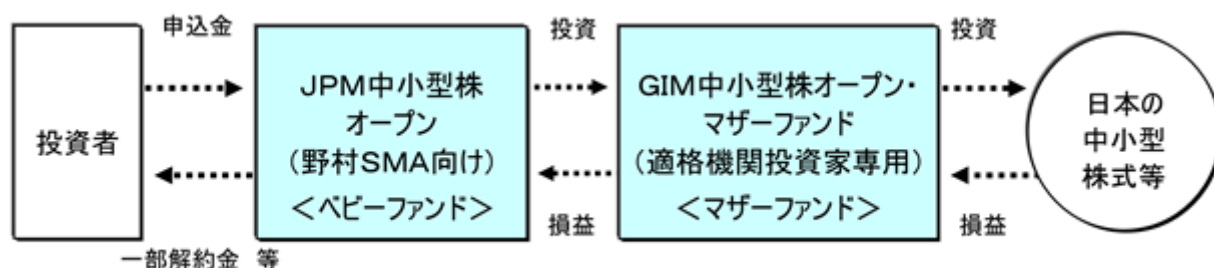 申込金
投資
投資
投資者
JPM中小型株
オープン
(野村SMA向け)
<ベビーファンド>
GIM中小型株オープン・
マザーファンド
(適格機関投資家専用)
<マザーファンド>
日本の
中小型
株式等
一部解約金 等
損益
損益